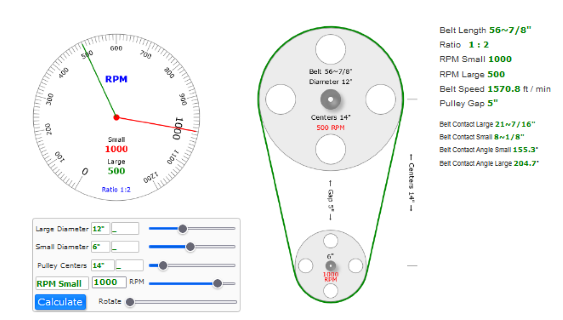 600
500
400
300
200
100
0
700
800
900
1000
1100
1200
RPM
Small
1000
Large
500
Ratio 1:2
Large Diameter 12" _
Small Diameter 6" _
Pulley Centers 14" _
RPM Small 1000 RPM
Calculate Rotate
Belt 56~7/8"
Diameter 12"
Centers 14"
500 RPM
← Gap 5" →
← Centers 14" →
6"
1000
RPM
Belt Length 56~7/8"
Ratio 1 : 2
RPM Small 1000
RPM Large 500
Belt Speed 1570.8 ft / min
Pulley Gap 5"
Belt Contact Large 21~7/16"
Belt Contact Small 8~1/8"
Belt Contact Angle Small 155.3°
Belt Contact Angle Large 204.7°